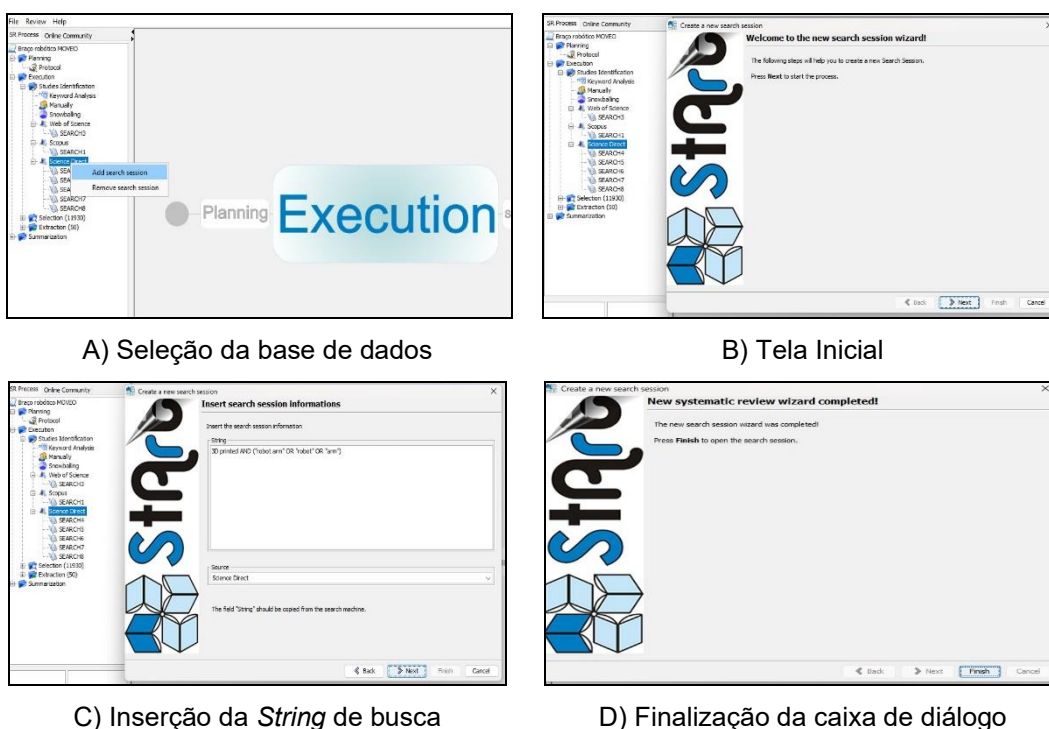 File Review Help
SR Process Online Community
Braço robótico MOVEO
Planning
Protocol
Execution
Studies Identification
Keyword Analysis
Manually
Snowballing
Web of Science
SEARCH3
Scopus
SEARCH1
Science Direct
SEA
SEA
SEA
SEARCH7
SEARCH8
Selection (11930)
Extraction (50)
Summarization
Add search session
Remove search session
Planning
Execution
s
A) Seleção da base de dados
SR Process Online Community
Braço robótico MOVEO
Planning
Protocol
Execution
Studies Identification
Keyword Analysis
Manually
Snowballing
Web of Science
SEARCH3
Scopus
SEARCH1
Science Direct
SEARCH4
SEARCH5
SEARCH6
SEARCH7
SEARCH8
Selection (11930)
Extraction (50)
Summarization
Create a new search session
Welcome to the new search session wizard!
The following steps will help you to create a new Search Session.
Press Next to start the process.
StArt
Back Next Finish Cancel
B) Tela Inicial
SR Process Online Community
Braço robótico MOVEO
Planning
Protocol
Execution
Studies Identification
Keyword Analysis
Manually
Snowballing
Web of Science
SEARCH3
Scopus
SEARCH1
Science Direct
SEARCH4
SEARCH5
SEARCH6
SEARCH7
SEARCH8
Selection (11930)
Extraction (50)
Summarization
Create a new search session
Insert search session informations
Insert the search session information
String
3D printed AND ("robot arm" OR "robot" OR "arm")
Source
Science Direct
The field "String" should be copied from the search machine.
StArt
Back Next Finish Cancel
C) Inserção da String de busca
Create a new search session
New systematic review wizard completed!
The new search session wizard was completed!
Press Finish to open the search session.
StArt
Back Next Finish Cancel
D) Finalização da caixa de diálogo